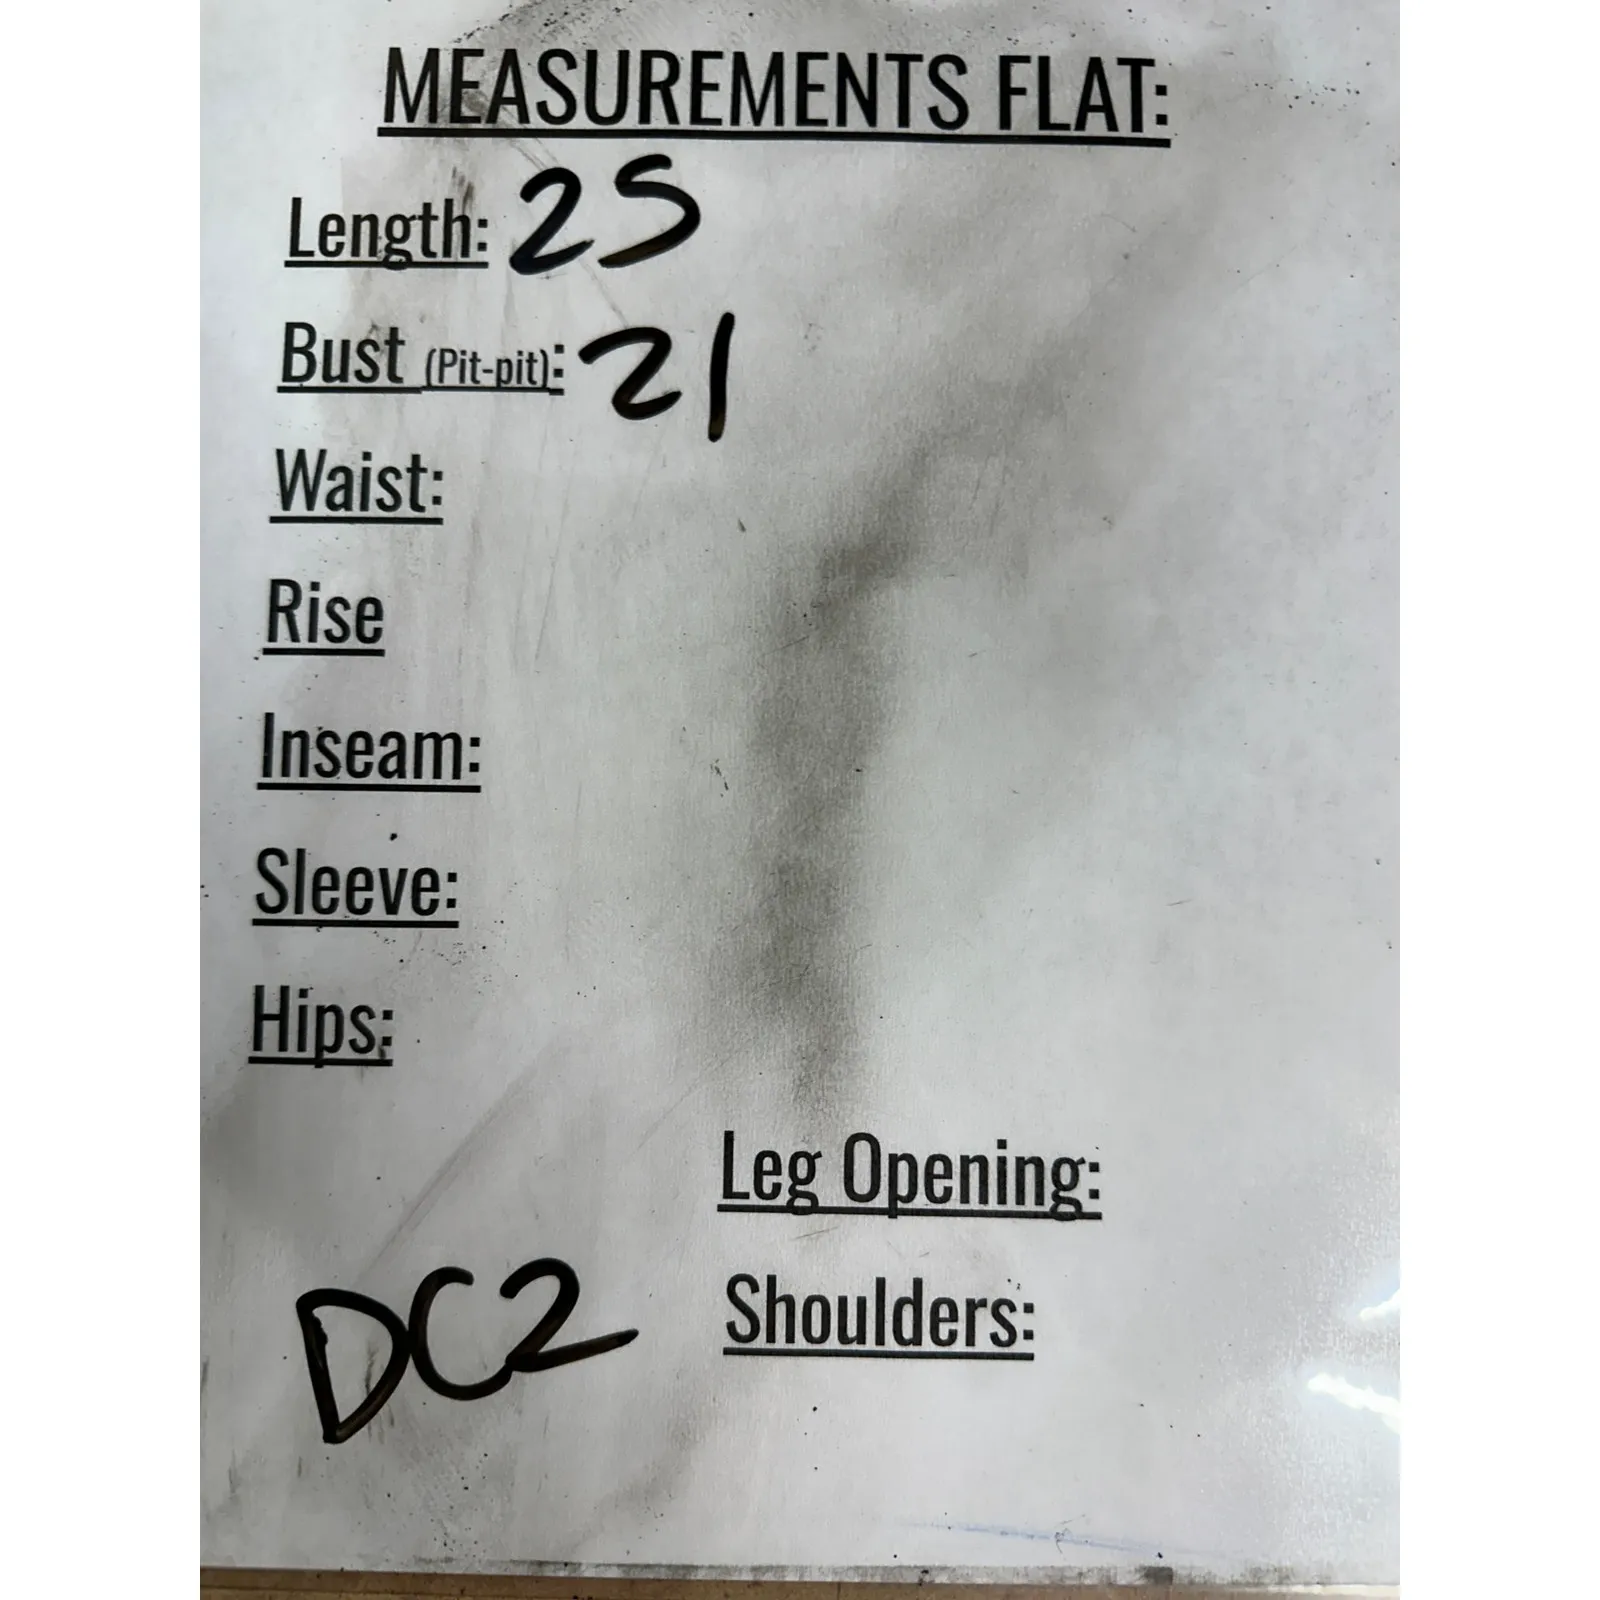 MEASUREMENTS FLAT:
Length: 25
Bust (Pit-pit): 21
Waist:
Rise
Inseam:
Sleeve:
Hips:
Leg Opening:
Shoulders:
DC2